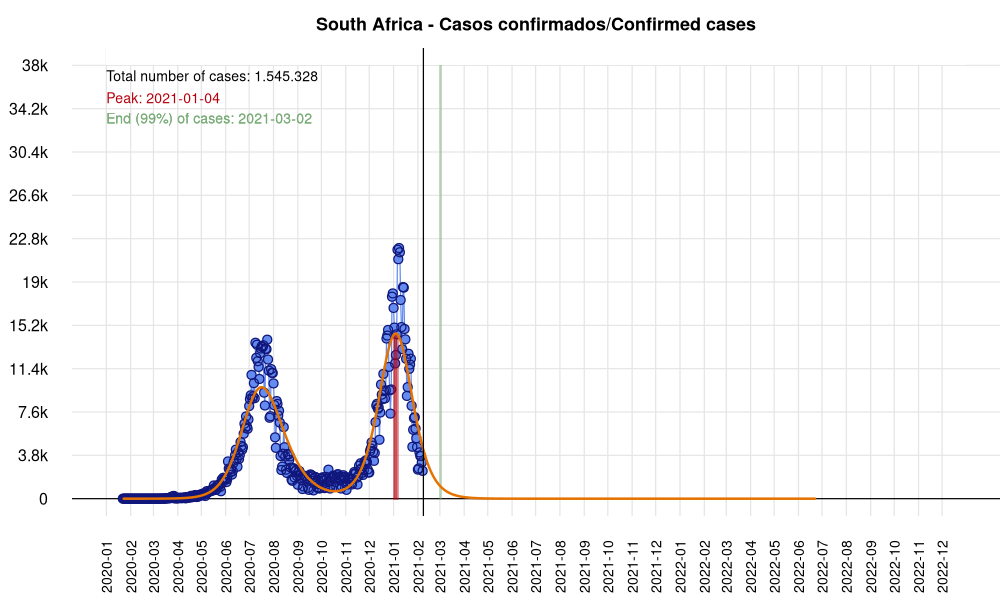 South Africa - Casos confirmados/Confirmed cases
Total number of cases: 1.545.328
Peak: 2021-01-04
End (99%) of cases: 2021-03-02
38k
34.2k
30.4k
26.6k
22.8k
19k
15.2k
11.4k
7.6k
3.8k
0
2020-01
2020-02
2020-03
2020-04
2020-05
2020-06
2020-07
2020-08
2020-09
2020-10
2020-11
2020-12
2021-01
2021-02
2021-03
2021-04
2021-05
2021-06
2021-07
2021-08
2021-09
2021-10
2021-11
2021-12
2022-01
2022-02
2022-03
2022-04
2022-05
2022-06
2022-07
2022-08
2022-09
2022-10
2022-11
2022-12